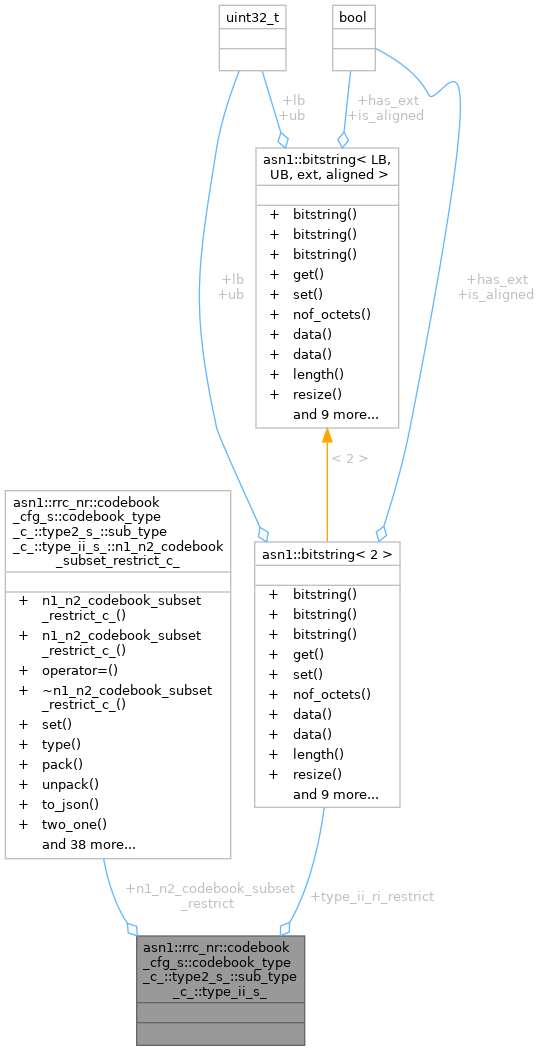 uint32_t
bool
+lb
+ub
+has_ext
+is_aligned
asn1::bitstring< LB,
UB, ext, aligned >
+ bitstring()
+ bitstring()
+ bitstring()
+ get()
+ set()
+ nof_octets()
+ data()
+ data()
+ length()
+ resize()
and 9 more...
+lb
+ub
+has_ext
+is_aligned
< 2 >
asn1::rrc_nr::codebook
_cfg_s::codebook_type
_c_::type2_s_::sub_type
_c_::type_ii_s_::n1_n2_codebook
_subset_restrict_c_
+ n1_n2_codebook_subset
_restrict_c_()
+ n1_n2_codebook_subset
_restrict_c_()
+ operator=()
+ ~n1_n2_codebook_subset
_restrict_c_()
+ set()
+ type()
+ pack()
+ unpack()
+ to_json()
+ two_one()
and 38 more...
asn1::bitstring< 2 >
+ bitstring()
+ bitstring()
+ bitstring()
+ get()
+ set()
+ nof_octets()
+ data()
+ data()
+ length()
+ resize()
and 9 more...
+n1_n2_codebook_subset
_restrict
+type_ii_ri_restrict
asn1::rrc_nr::codebook
_cfg_s::codebook_type
_c_::type2_s_::sub_type
_c_::type_ii_s_